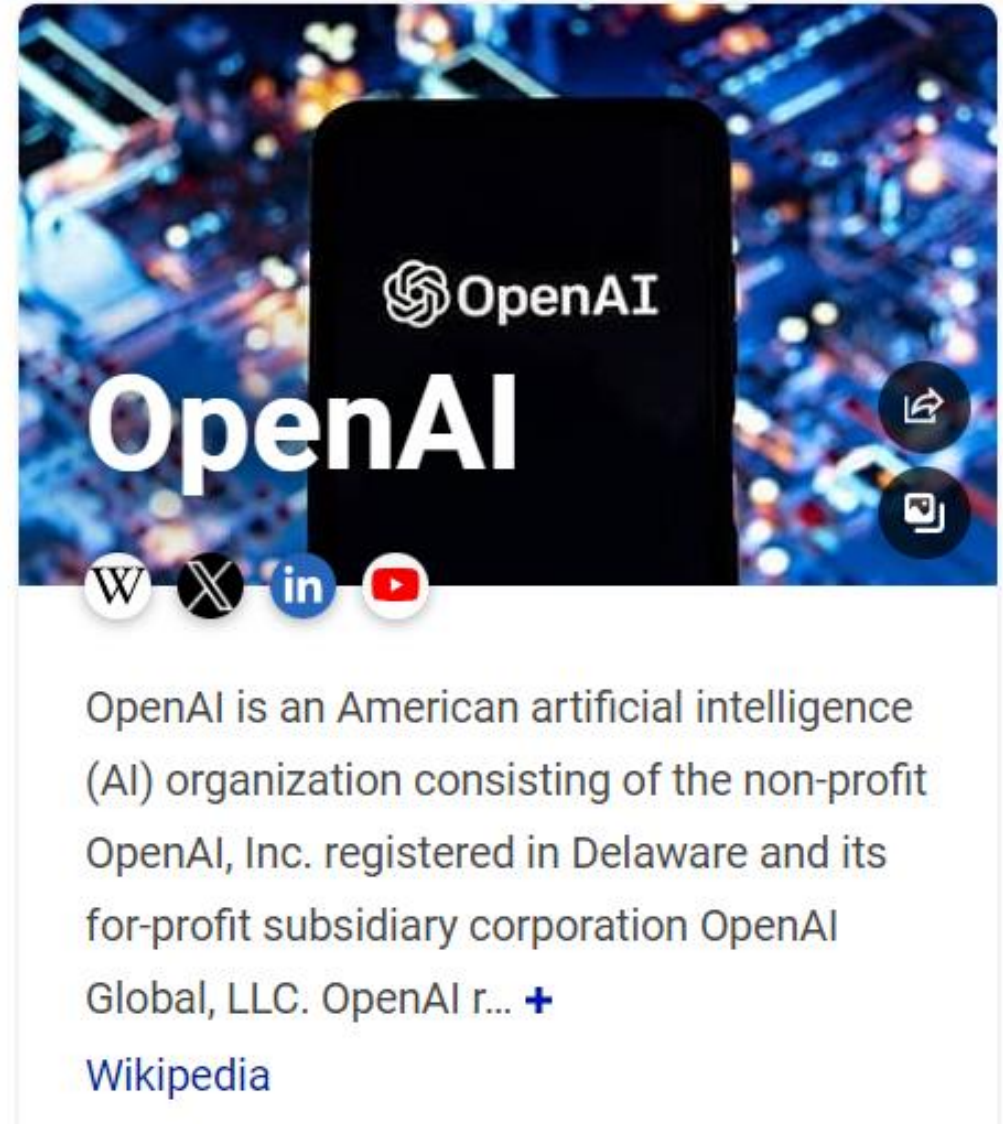 OpenAI
OpenAI
W X in
OpenAI is an American artificial intelligence
(AI) organization consisting of the non-profit
OpenAI, Inc. registered in Delaware and its
for-profit subsidiary corporation OpenAI
Global, LLC. OpenAI r... +
Wikipedia